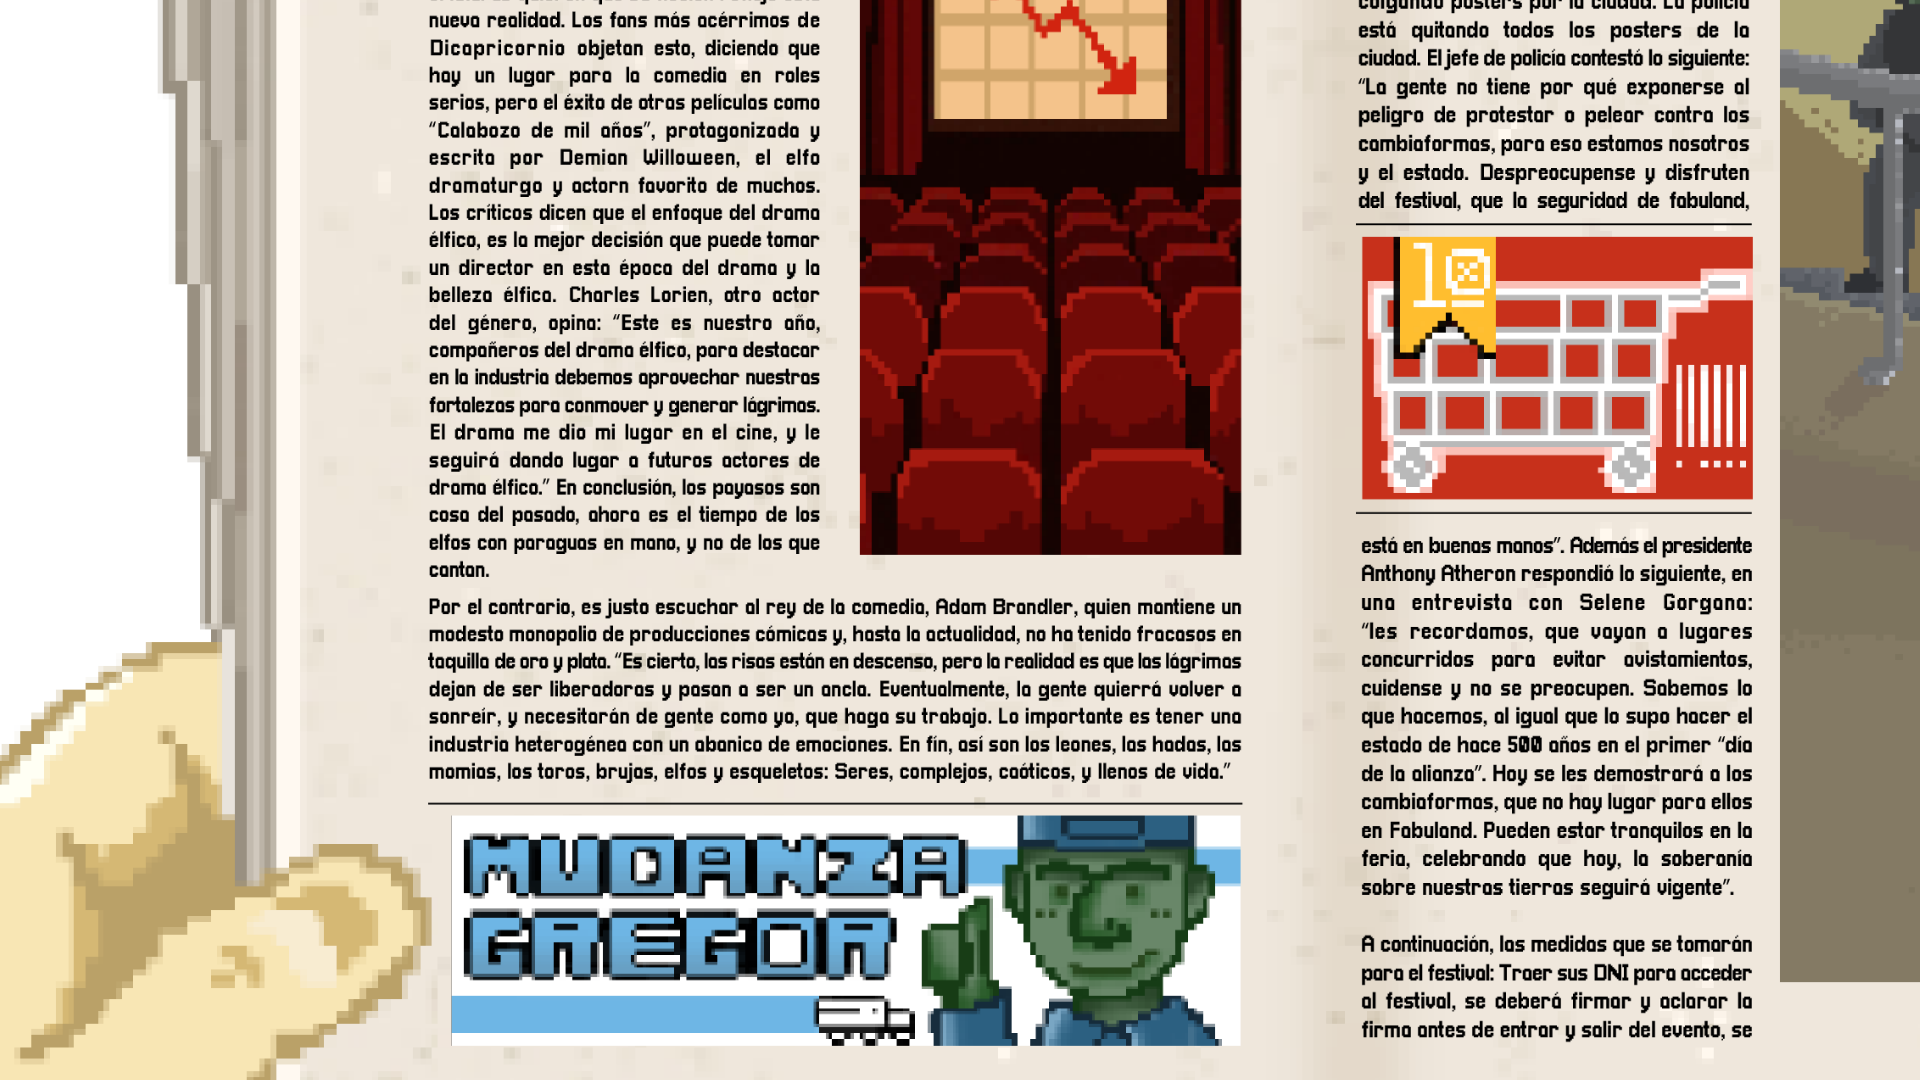 nueva realidad. Los fans más acérrimos de
Dicapricornio objetan esto, diciendo que
hay un lugar para la comedia en roles
serios, pero el éxito de otras películas como
“Calabozo de mil años”, protagonizada y
escrita por Demian Willoween, el elfo
dramaturgo y actorn favorito de muchos.
Los críticos dicen que el enfoque del drama
élfico, es la mejor decisión que puede tomar
un director en esta época del drama y la
belleza élfica. Charles Lorien, otro actor
del género, opina: “Este es nuestro año,
compañeros del drama élfico, para destacar
en la industria debemos aprovechar nuestras
fortalezas para conmover y generar lágrimas.
El drama me dio mi lugar en el cine, y le
seguirá dando lugar a futuros actores de
drama élfico.” En conclusión, los payasos son
cosa del pasado, ahora es el tiempo de los
elfos con paraguas en mano, y no de los que
cantan.
Por el contrario, es justo escuchar al rey de la comedia, Adam Brandler, quien mantiene un
modesto monopolio de producciones cómicas y, hasta la actualidad, no ha tenido fracasos en
taquilla de oro y plata. “Es cierto, las risas están en descenso, pero la realidad es que las lágrimas
dejan de ser liberadoras y pasan a ser un ancla. Eventualmente, la gente quierrá volver a
sonreír, y necesitarán de gente como yo, que haga su trabajo. Lo importante es tener una
industria heterogénea con un abanico de emociones. En fin, así son los leones, las hadas, las
momias, los toros, brujas, elfos y esqueletos: Seres, complejos, caóticos, y llenos de vida.”
MUDANZA
GREGOR
colgando posters por la ciudad. La policía
está quitando todos los posters de la
ciudad. El jefe de policía contestó lo siguiente:
“La gente no tiene por qué exponerse al
peligro de protestar o pelear contra los
cambiaformas, para eso estamos nosotros
y el estado. Despreocupense y disfruten
del festival, que la seguridad de fabuland,
10
está en buenas manos”. Además el presidente
Anthony Atheron respondió lo siguiente, en
una entrevista con Selene Gorgana:
“les recordamos, que vayan a lugares
concurridos para evitar avistamientos,
cuidense y no se preocupen. Sabemos lo
que hacemos, al igual que lo supo hacer el
estado de hace 500 años en el primer “día
de la alianza”. Hoy se les demostrará a los
cambiaformas, que no hay lugar para ellos
en Fabuland. Pueden estar tranquilos en la
feria, celebrando que hoy, la soberanía
sobre nuestras tierras seguirá vigente”.
A continuación, las medidas que se tomarán
para el festival: Traer sus DNI para acceder
al festival, se deberá firmar y aclarar la
firma antes de entrar y salir del evento, se